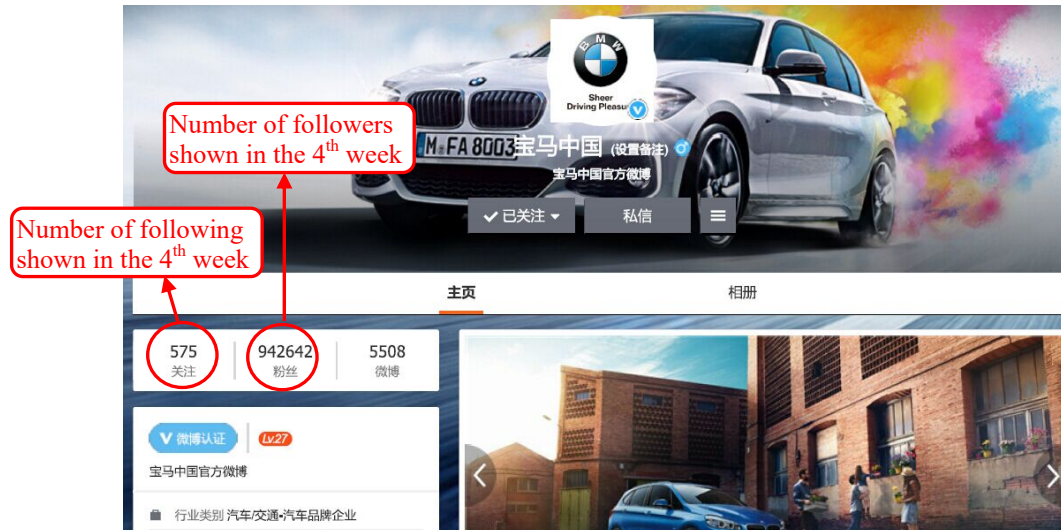 BMW
Sheer
Driving Pleasur
V
Number of followers
shown in the 4th week
M FA 8003
宝马中国 (设置备注)
宝马中国官方微博
已关注
私信
Number of following
shown in the 4th week
主页
相册
575
942642
5508
关注
粉丝
微博
V 微博认证
Lv.27
宝马中国官方微博
行业类别 汽车/交通-汽车品牌企业